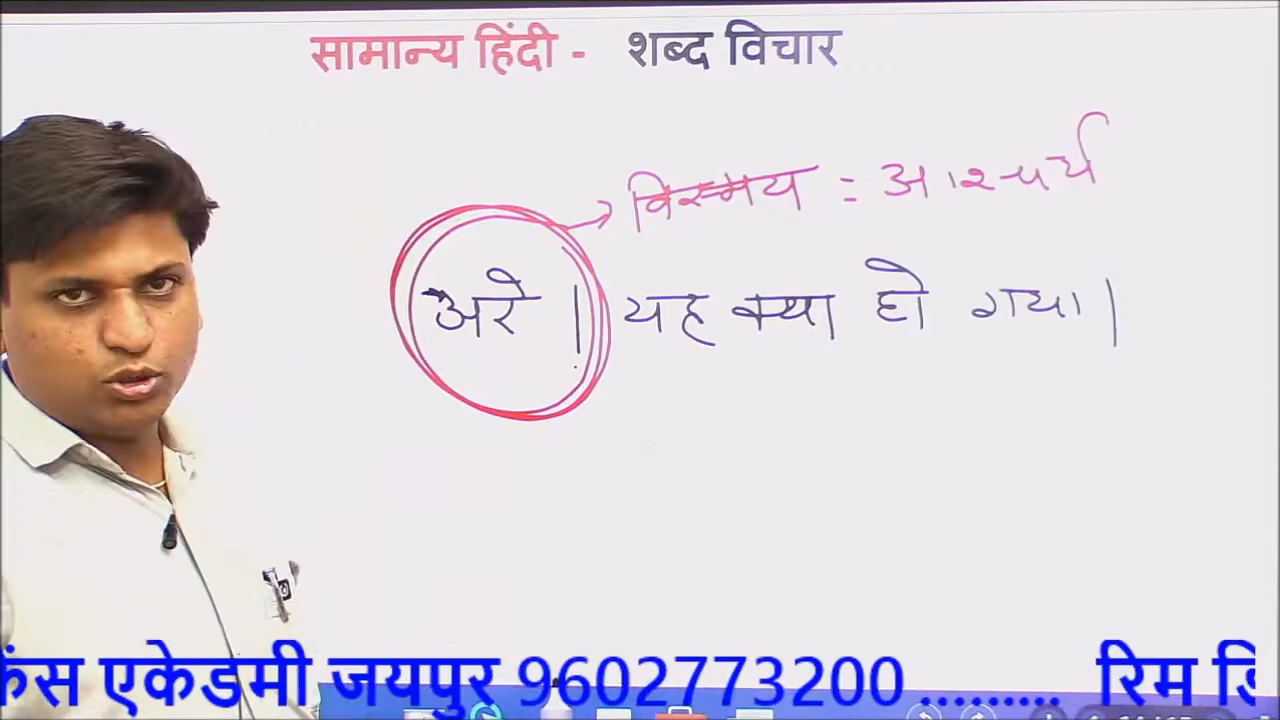 सामान्य हिंदी - शब्द विचार
विस्मय = आश्चर्य
अरे | यह क्या हो गया |
फेंस एकेडमी जयपुर 9602773200 ......... रिम डि